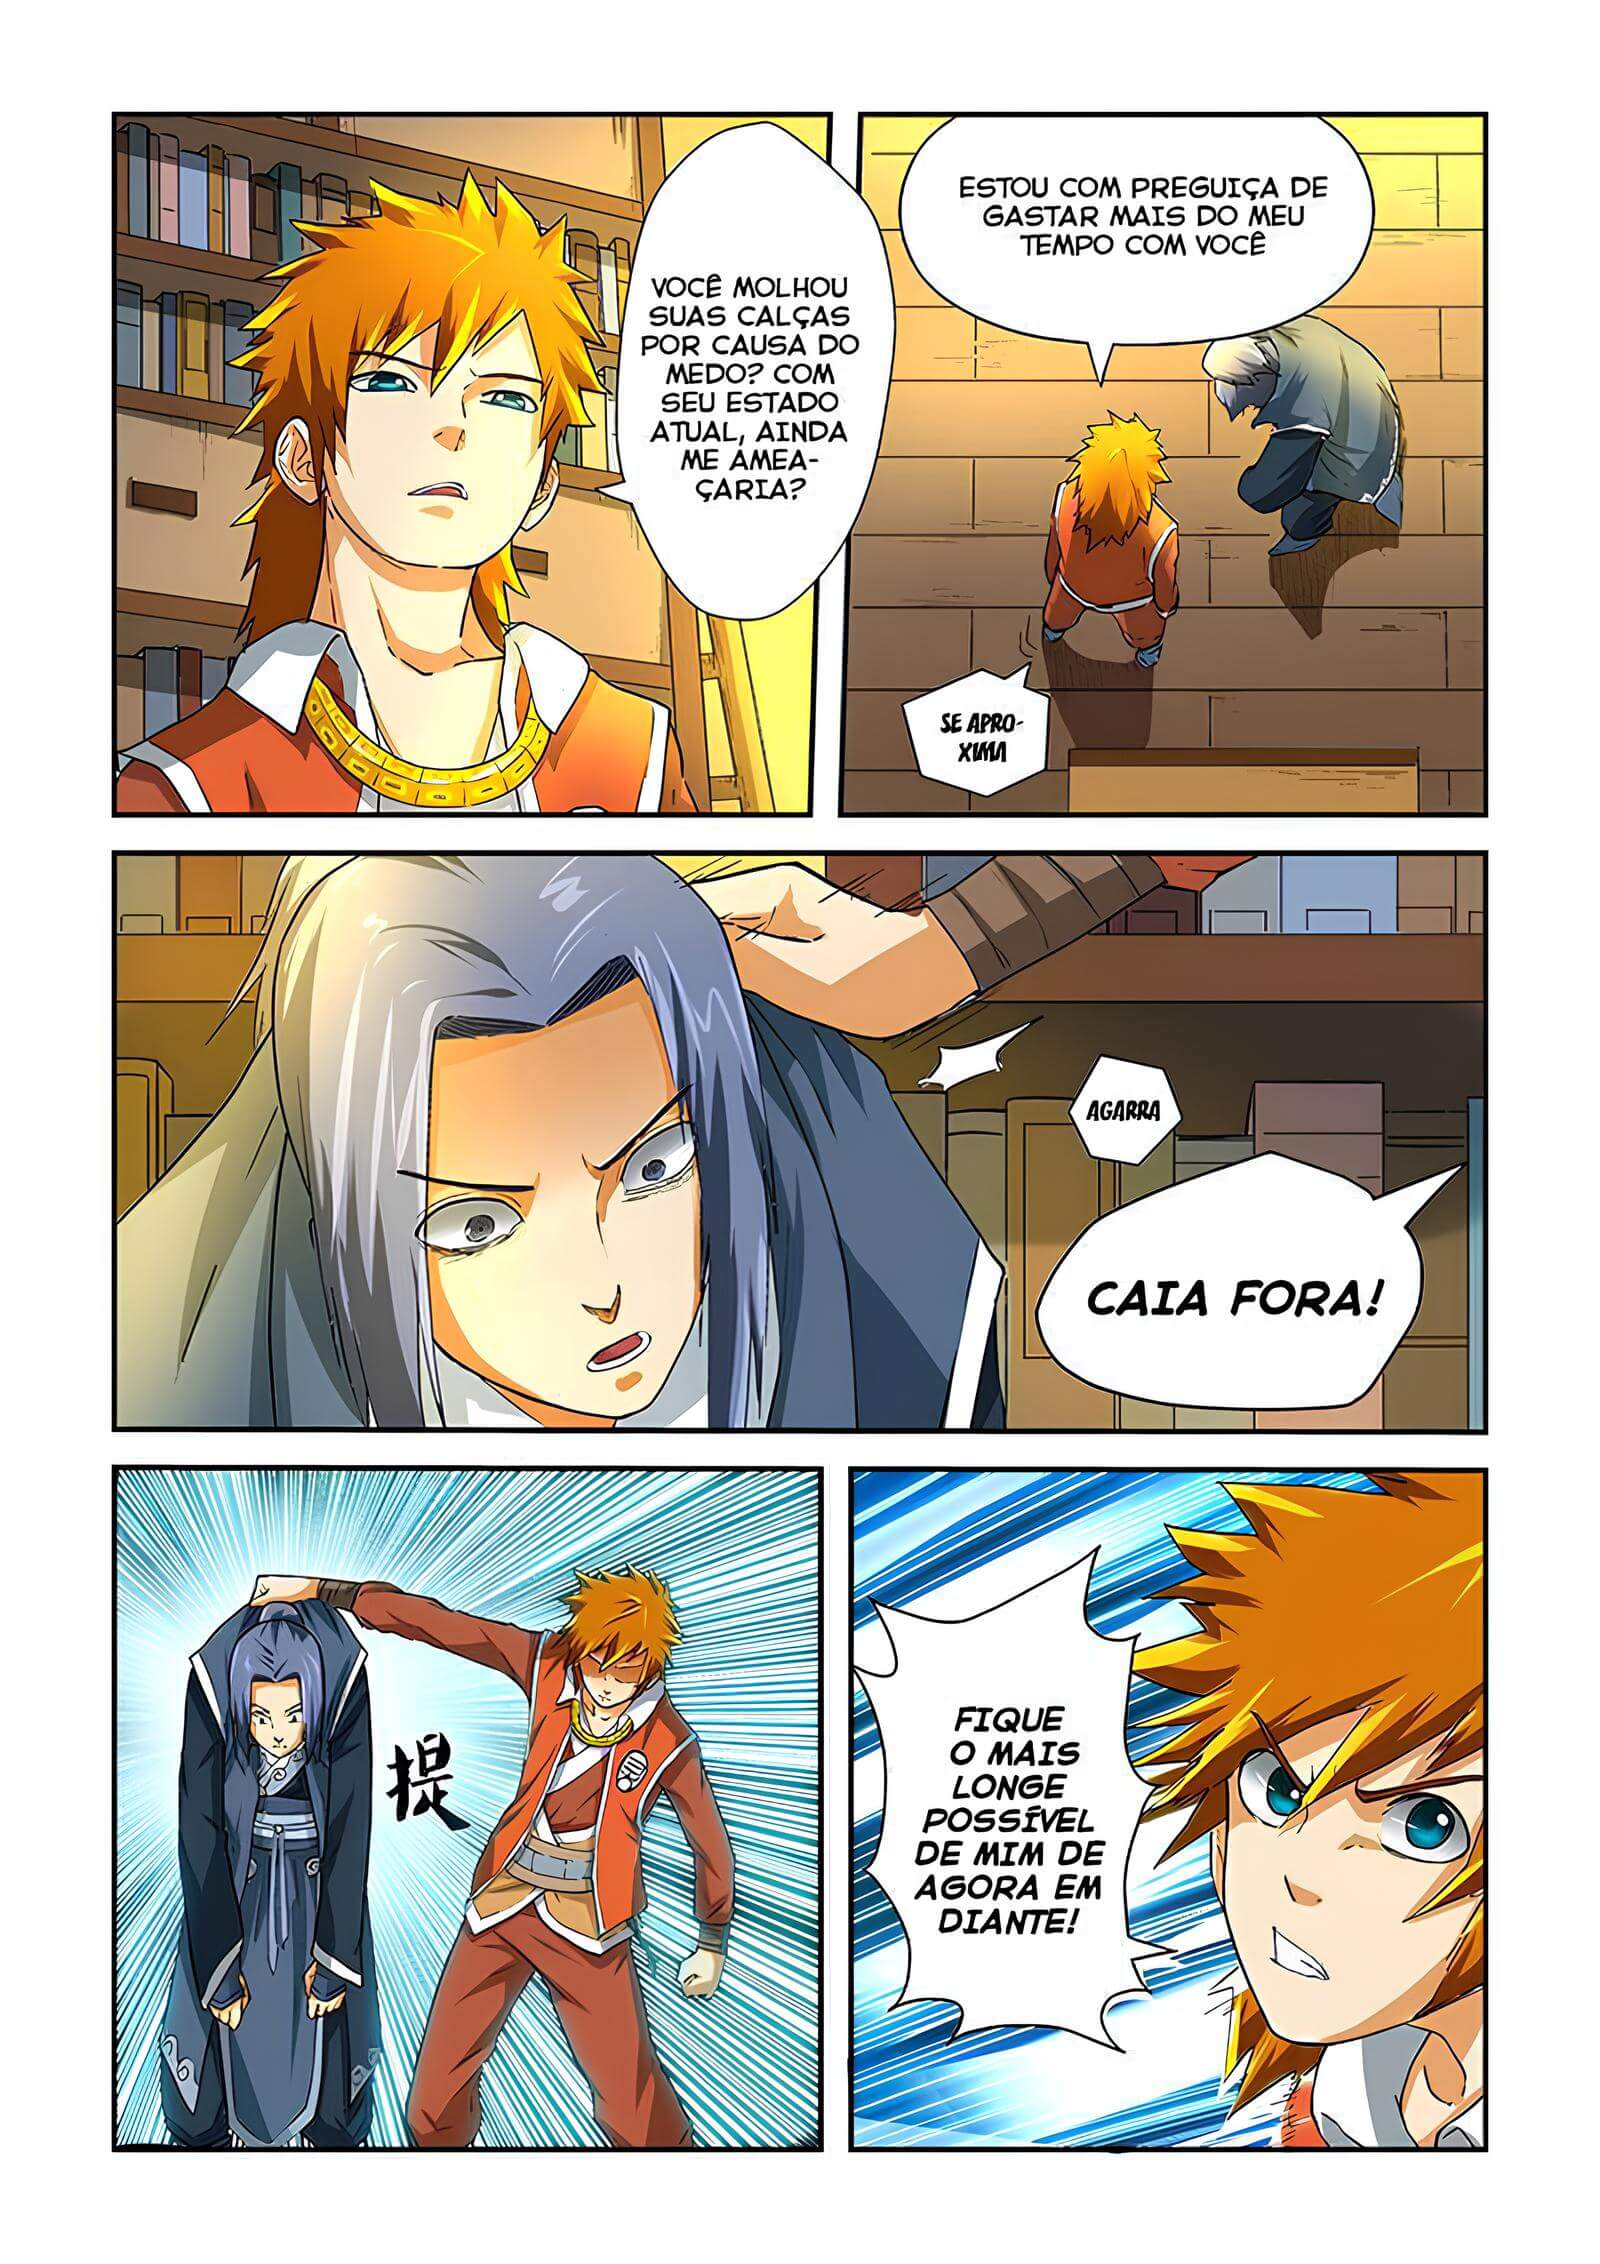 VOCÊ MOLHOU
SUAS CALÇAS
POR CAUSA DO
MEDO? COM
SEU ESTADO
ATUAL, AINDA
ME AMEA-
ÇARIA?
ESTOU COM PREGUIÇA DE
GASTAR MAIS DO MEU
TEMPO COM VOCÊ
SE APRO-
XIMA
AGARRA
CAIA FORA!
提
FIQUE
O MAIS
LONGE
POSSÍVEL
DE MIM DE
AGORA EM
DIANTE!